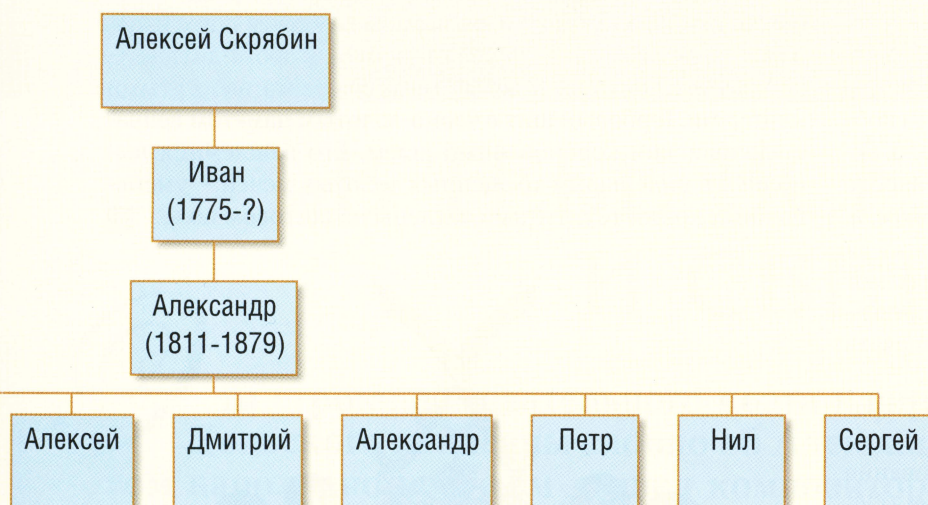 Алексей Скрябин
Иван
(1775-?)
Александр
(1811-1879)
Алексей
Дмитрий
Александр
Петр
Нил
Сергей